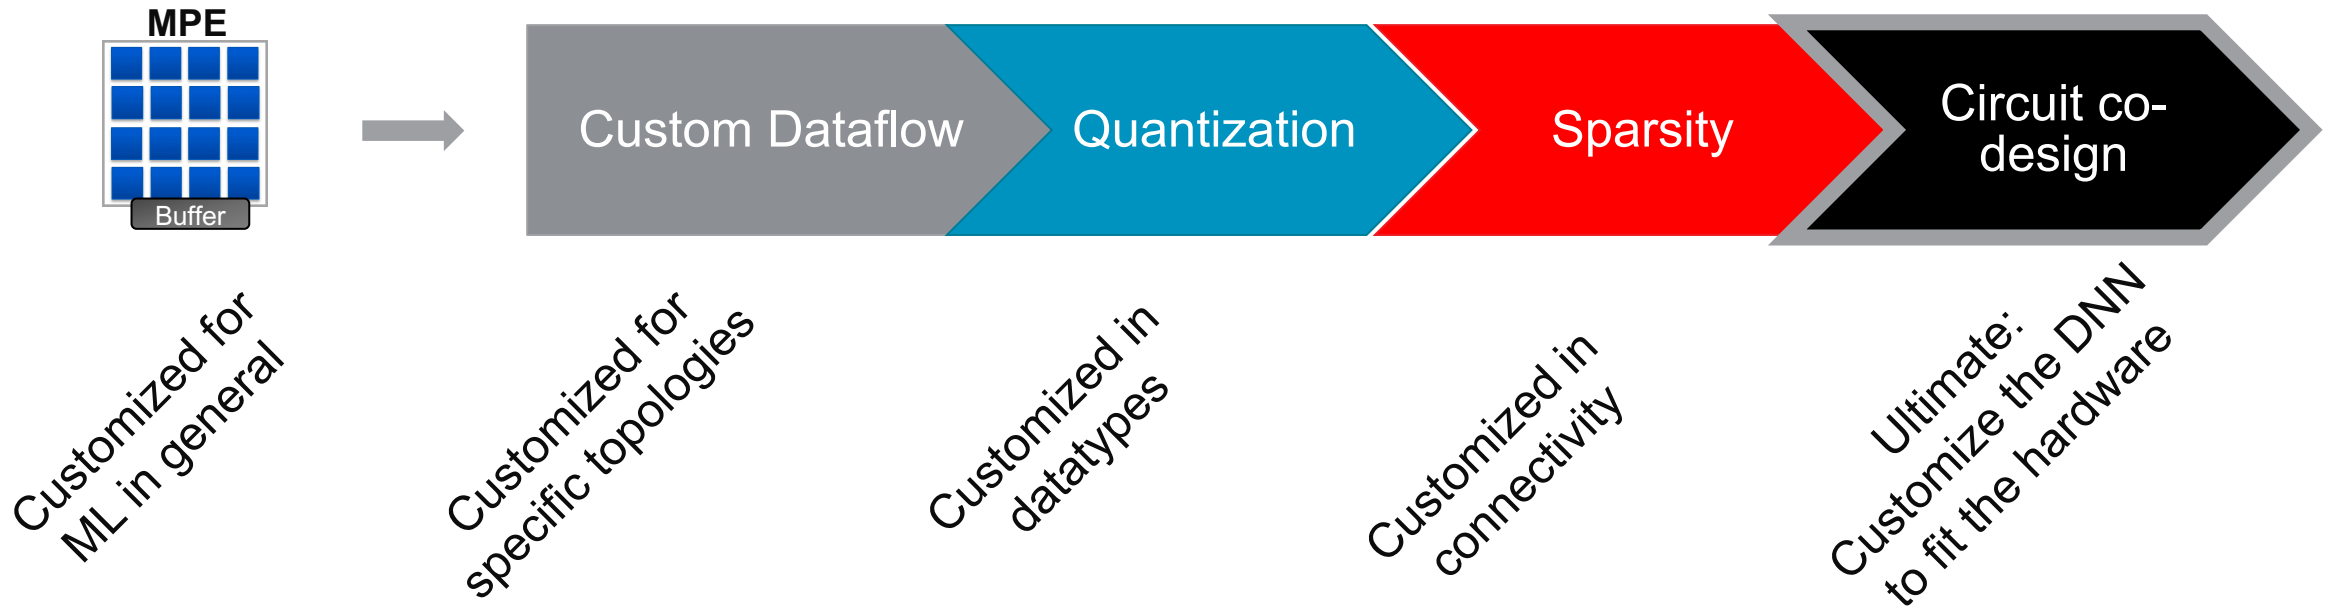 MPE
Buffer
Custom Dataflow
Quantization
Sparsity
Circuit co-
design
Customized for
ML in general
Customized for
specific topologies
Customized in
datatypes
Customized in
connectivity
Ultimate:
Customize the DNN
to fit the hardware